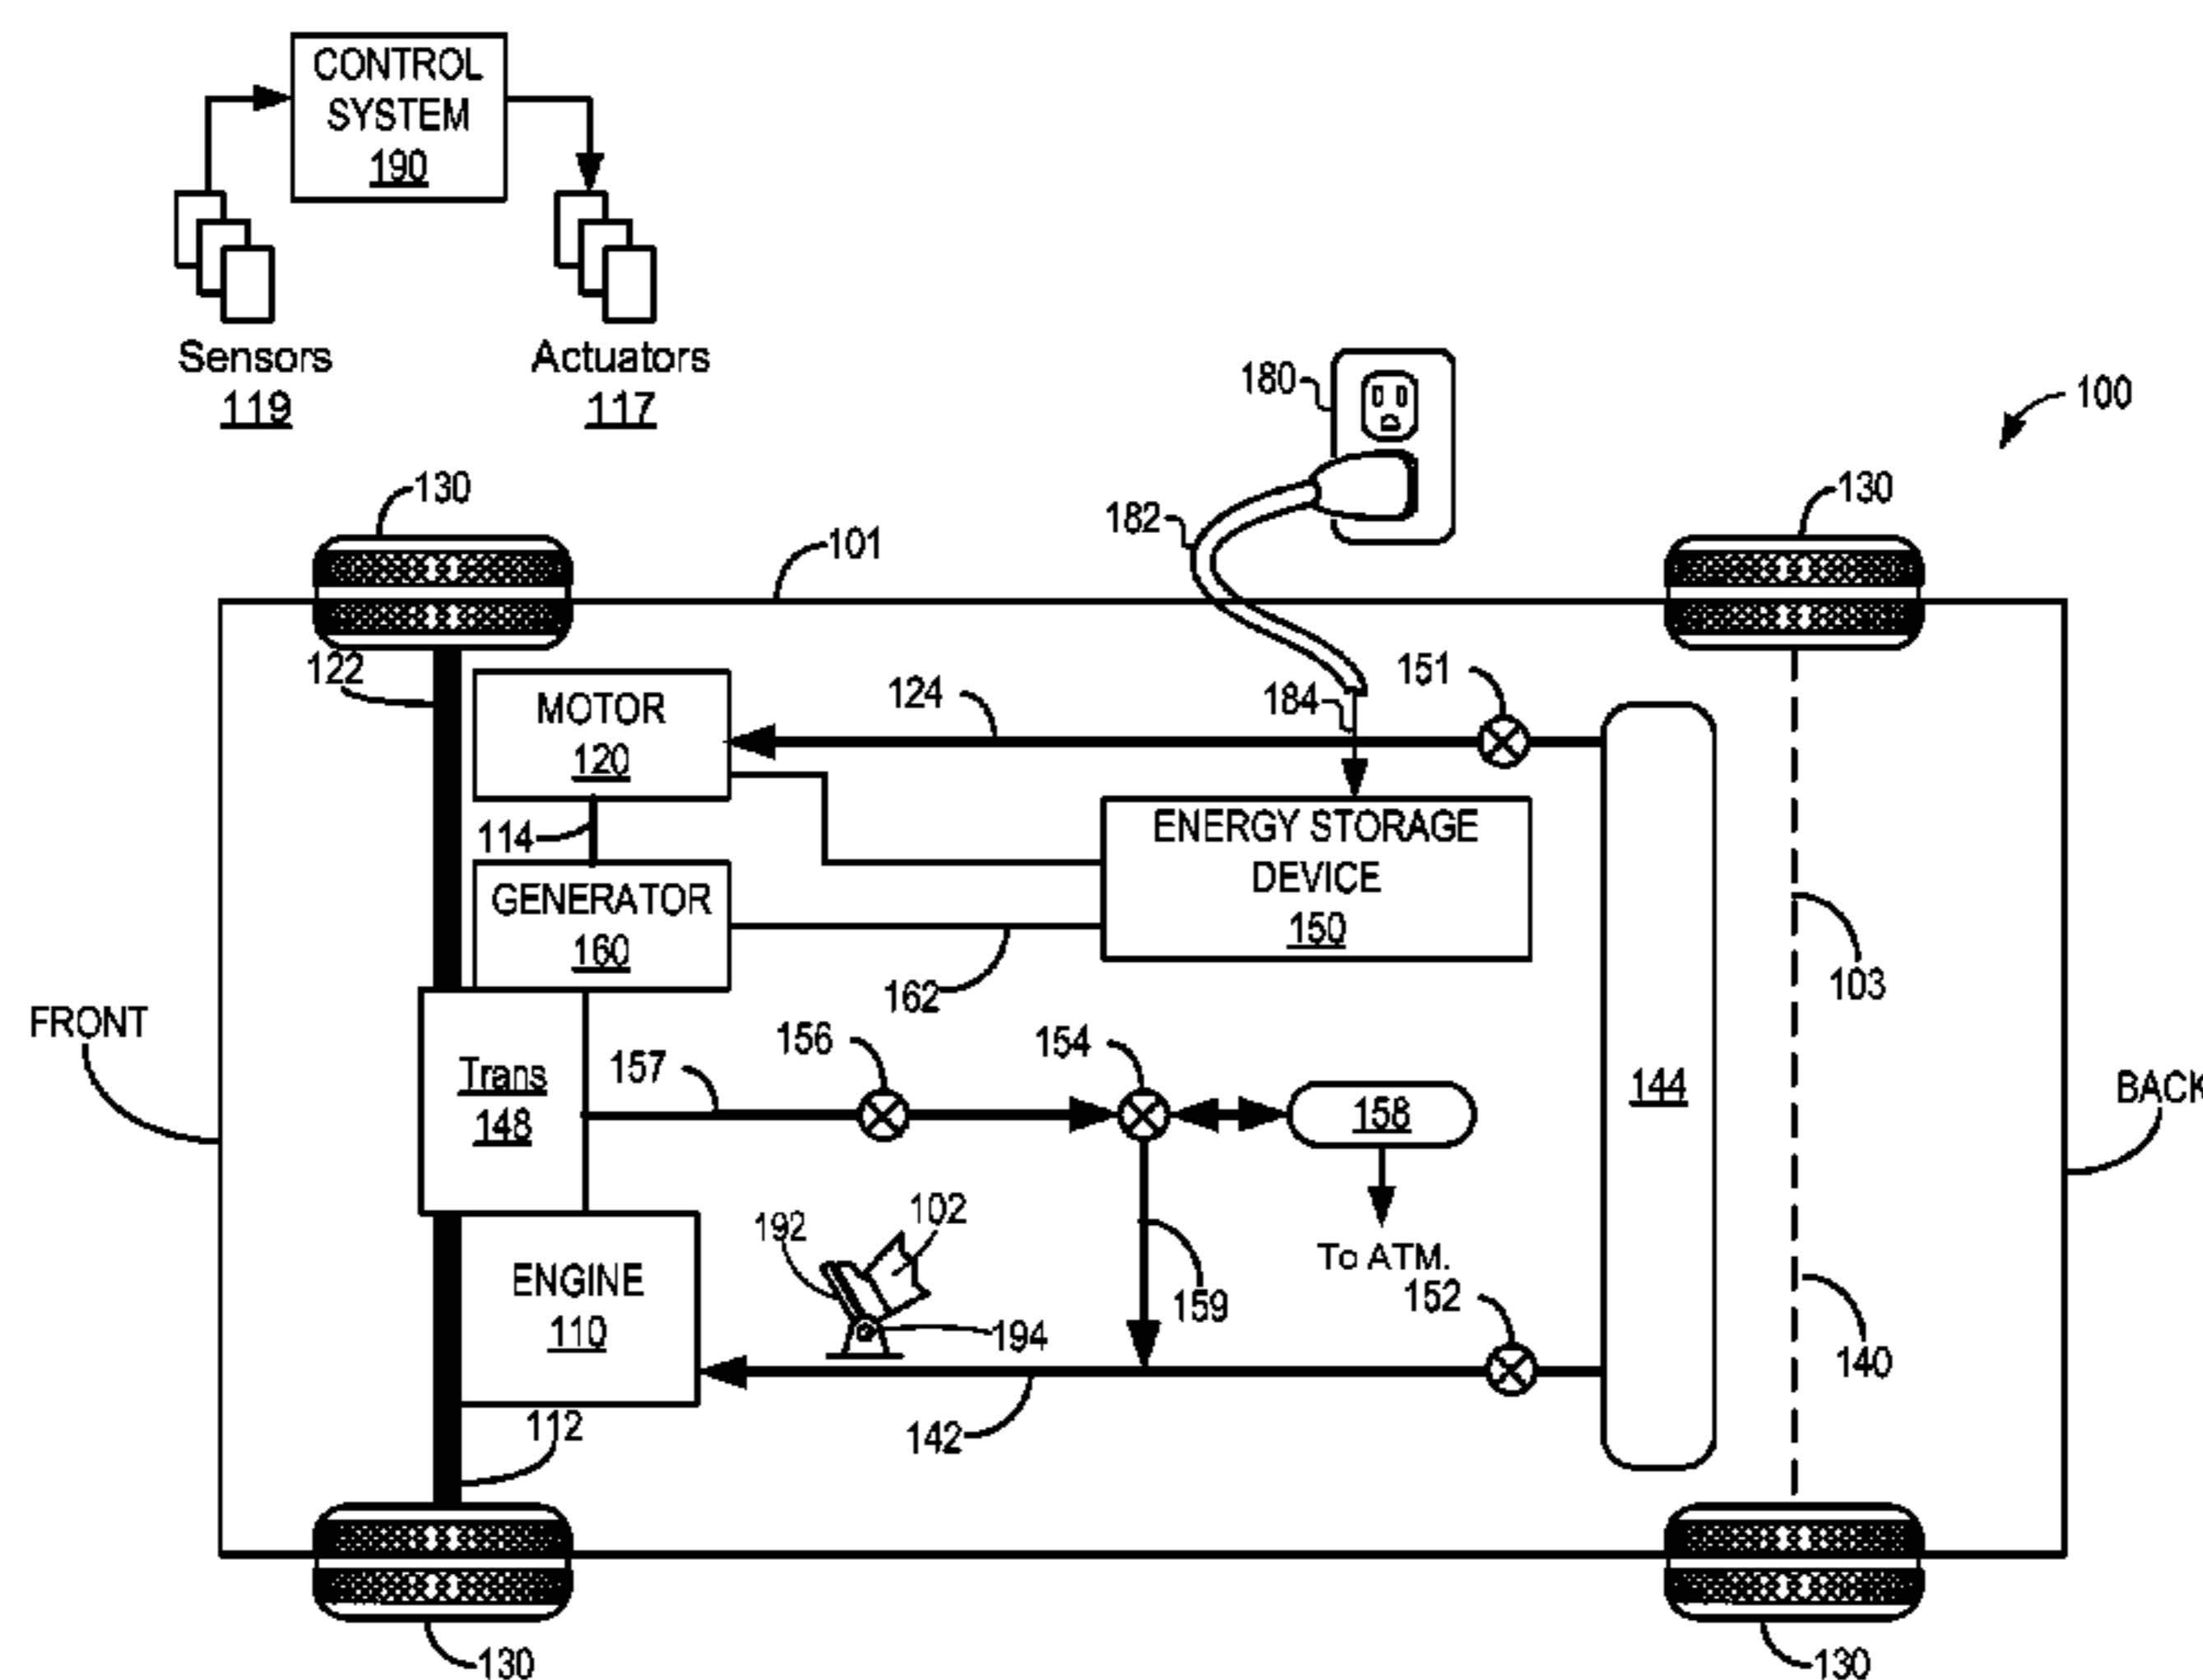 CONTROL
SYSTEM
190
Sensors
119
Actuators
117
180
100
130
182
130
101
122
151
MOTOR
120
124
184
114
ENERGY STORAGE
DEVICE
150
GENERATOR
160
162
103
FRONT
156
154
157
Trans
148
158
144
BACK
192
102
To ATM.
ENGINE
110
159
152
194
140
112
142
130
130